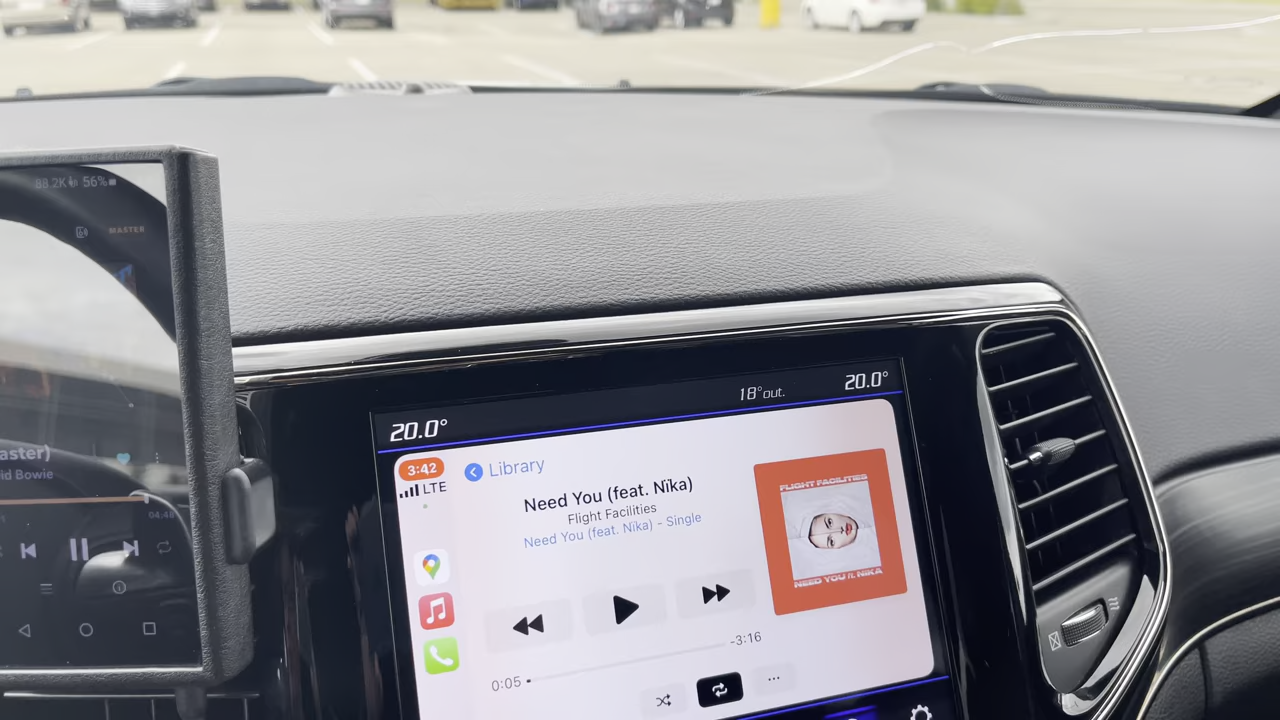 88.2K 56%
MASTER
aster)
id Bowie
04:48
20.0°
18°out.
20.0°
3:42
LTE
Library
Need You (feat. Nïka)
Flight Facilities
Need You (feat. Nïka) - Single
FLIGHT FACILITIES
NEED YOU ft. NIKA
0:05
-3:16